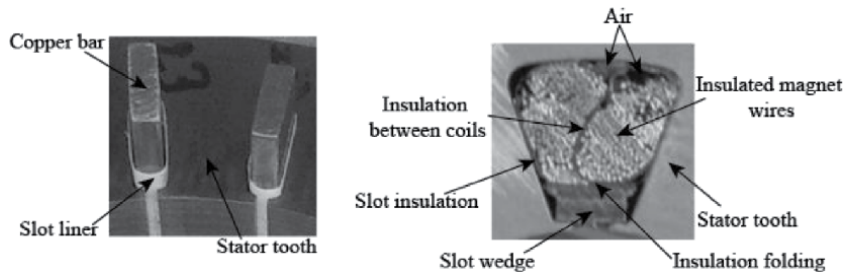 Copper bar
Slot liner
Stator tooth
Air
Insulation
between coils
Insulated magnet
wires
Slot insulation
Stator tooth
Slot wedge
Insulation folding